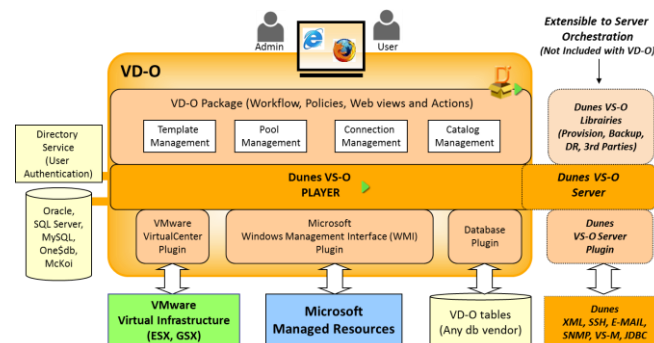 Admin
User
Extensible to Server
Orchestration
(Not Included with VD-O)
VD-O
VD-O Package (Workflow, Policies, Web views and Actions)
Template
Management
Pool
Management
Connection
Management
Catalog
Management
Dunes VS-O
Librairies
(Provision, Backup,
DR, 3rd Parties)
Directory
Service
(User
Authentication)
Dunes VS-O
PLAYER
Dunes VS-O
Server
Oracle,
SQL Server,
MySQL,
One$db,
McKoi
VMware
VirtualCenter
Plugin
Microsoft
Windows Management Interface (WMI)
Plugin
Database
Plugin
Dunes
VS-O Server
Plugin
VMware
Virtual Infrastructure
(ESX, GSX)
Microsoft
Managed Resources
VD-O tables
(Any db vendor)
Dunes
XML, SSH, E-MAIL,
SNMP, VS-M, JDBC